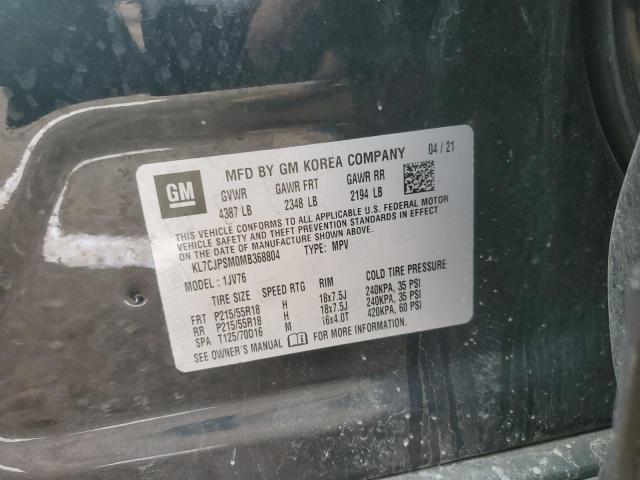 MFD BY GM KOREA COMPANY 04 / 21
GM
GVWR GAWR FRT GAWR RR
4387 LB 2348 LB 2194 LB
THIS VEHICLE CONFORMS TO ALL APPLICABLE U.S. FEDERAL MOTOR
VEHICLE SAFETY AND THEFT PREVENTION STANDARDS IN EFFECT
ON THE DATE OF MANUFACTURE SHOWN ABOVE.
KL7CJPSM0MB368804 TYPE: MPV
MODEL: 1JV76
TIRE SIZE SPEED RTG RIM COLD TIRE PRESSURE
FRT P215/55R18 H 18x7.5J 240KPA, 35 PSI
RR P215/55R18 H 18x7.5J 240KPA, 35 PSI
SPA T125/70D16 M 16x4.0T 420KPA, 60 PSI
SEE OWNER'S MANUAL FOR MORE INFORMATION.